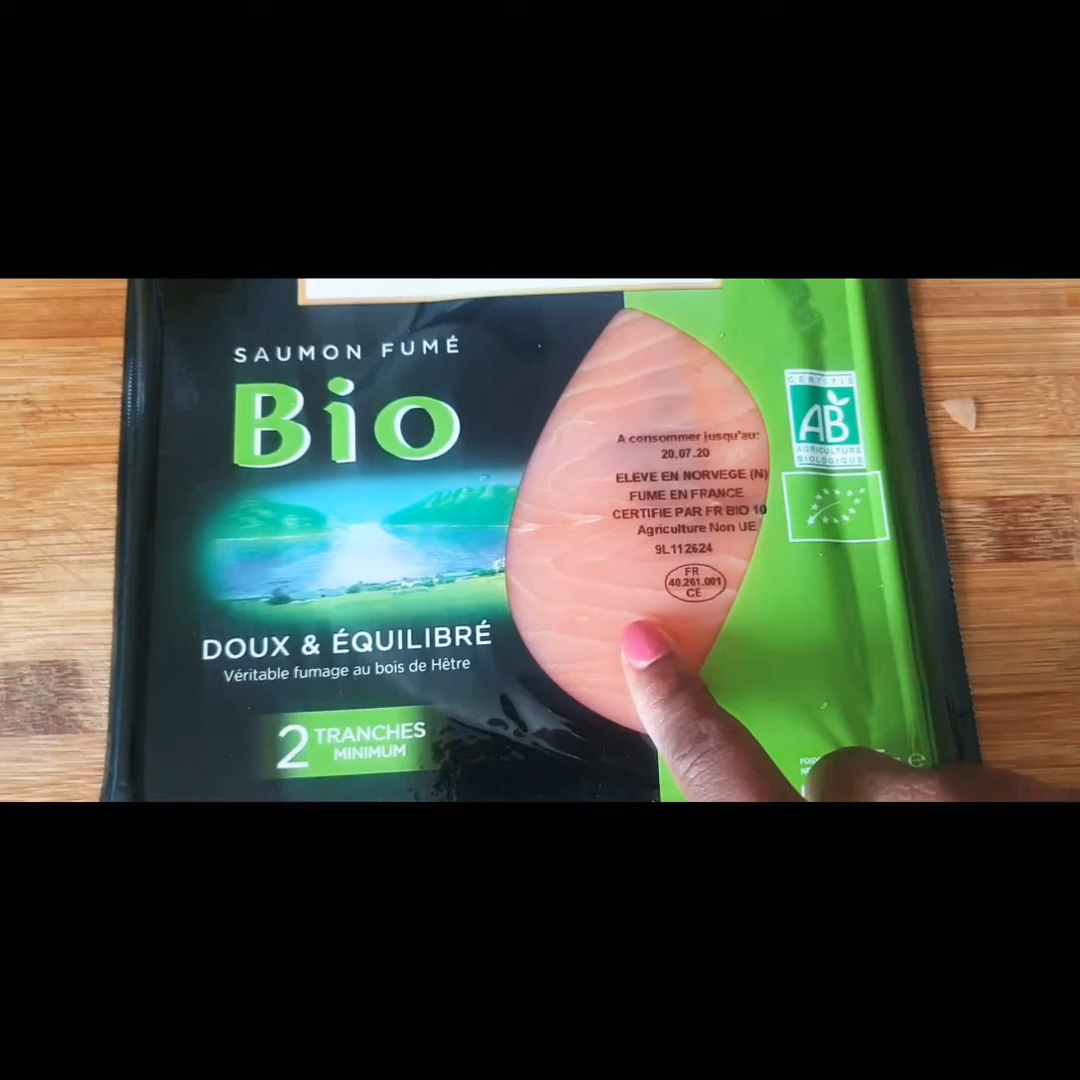 SAUMON FUMÉ
Bio
DOUX & ÉQUILIBRÉ
Véritable fumage au bois de Hêtre
2 TRANCHES
MINIMUM
A consommer jusqu'au:
20.07.20
ELEVE EN NORVEGE (N)
FUME EN FRANCE
CERTIFIE PAR FR BIO 10
Agriculture Non UE
9L112624
FR
40.261.001
CE
CERTIFIÉ
AB
AGRICULTURE
BIOLOGIQUE